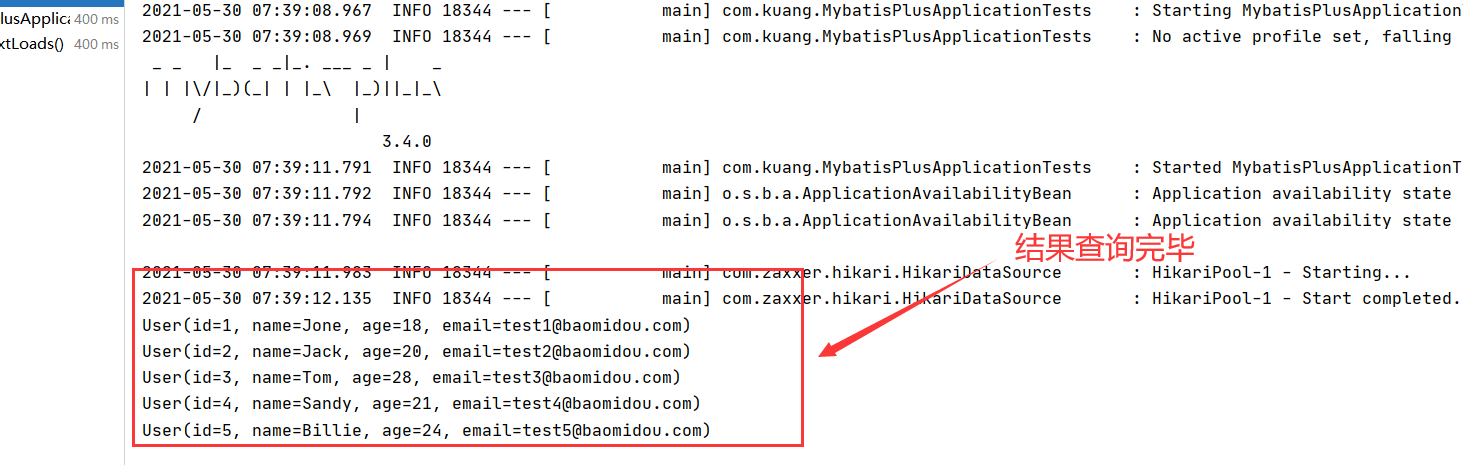 lusApplica 400 ms
xtLoads() 400 ms
2021-05-30 07:39:08.967  INFO 18344 --- [           main] com.kuang.MybatisPlusApplicationTests    : Starting MybatisPlusApplication
2021-05-30 07:39:08.969  INFO 18344 --- [           main] com.kuang.MybatisPlusApplicationTests    : No active profile set, falling
 _ _   |_  _ _|_. ___ _ |    _
| | |\/|_)(_| | |_\  |_)||_|_\
     /               |
                        3.4.0
2021-05-30 07:39:11.791  INFO 18344 --- [           main] com.kuang.MybatisPlusApplicationTests    : Started MybatisPlusApplicationT
2021-05-30 07:39:11.792  INFO 18344 --- [           main] o.s.b.a.ApplicationAvailabilityBean      : Application availability state
2021-05-30 07:39:11.794  INFO 18344 --- [           main] o.s.b.a.ApplicationAvailabilityBean      : Application availability state
结果查询完毕
2021-05-30 07:39:11.983  INFO 18344 --- [           main] com.zaxxer.hikari.HikariDataSource       : HikariPool-1 - Starting...
2021-05-30 07:39:12.135  INFO 18344 --- [           main] com.zaxxer.hikari.HikariDataSource       : HikariPool-1 - Start completed.
User(id=1, name=Jone, age=18, email=test1@baomidou.com)
User(id=2, name=Jack, age=20, email=test2@baomidou.com)
User(id=3, name=Tom, age=28, email=test3@baomidou.com)
User(id=4, name=Sandy, age=21, email=test4@baomidou.com)
User(id=5, name=Billie, age=24, email=test5@baomidou.com)